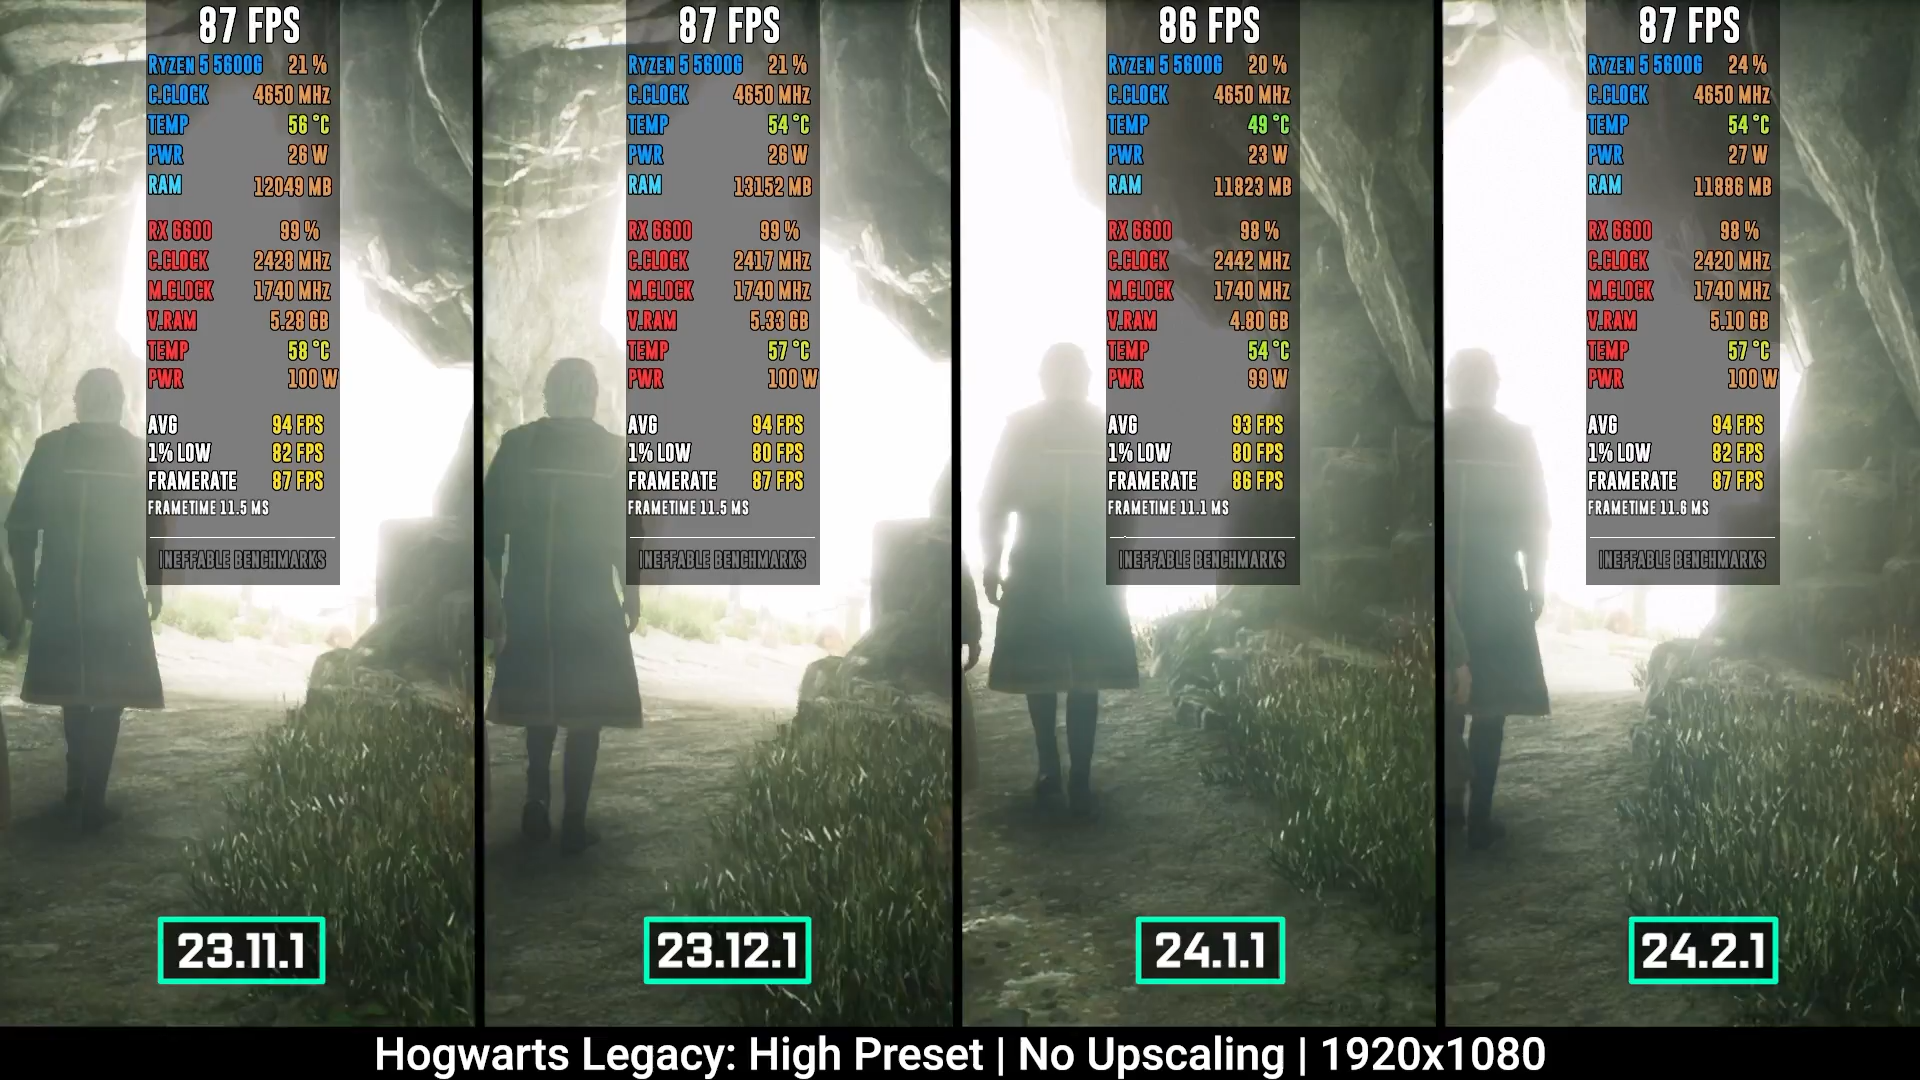 87 FPS
RYZEN 5 5600G 21 %
C.CLOCK 4650 MHz
TEMP 56 °C
PWR 26 W
RAM 12049 MB
RX 6600 99 %
C.CLOCK 2428 MHz
M.CLOCK 1740 MHz
V.RAM 5.28 GB
TEMP 58 °C
PWR 100 W
AVG 94 FPS
1% LOW 82 FPS
FRAMERATE 87 FPS
FRAMETIME 11.5 MS
INEFFABLE BENCHMARKS
23.11.1
87 FPS
RYZEN 5 5600G 21 %
C.CLOCK 4650 MHz
TEMP 54 °C
PWR 26 W
RAM 13152 MB
RX 6600 99 %
C.CLOCK 2417 MHz
M.CLOCK 1740 MHz
V.RAM 5.33 GB
TEMP 57 °C
PWR 100 W
AVG 94 FPS
1% LOW 80 FPS
FRAMERATE 87 FPS
FRAMETIME 11.5 MS
INEFFABLE BENCHMARKS
23.12.1
86 FPS
RYZEN 5 5600G 20 %
C.CLOCK 4650 MHz
TEMP 49 °C
PWR 23 W
RAM 11823 MB
RX 6600 98 %
C.CLOCK 2442 MHz
M.CLOCK 1740 MHz
V.RAM 4.80 GB
TEMP 54 °C
PWR 99 W
AVG 93 FPS
1% LOW 80 FPS
FRAMERATE 86 FPS
FRAMETIME 11.1 MS
INEFFABLE BENCHMARKS
24.1.1
87 FPS
RYZEN 5 5600G 24 %
C.CLOCK 4650 MHz
TEMP 54 °C
PWR 27 W
RAM 11886 MB
RX 6600 98 %
C.CLOCK 2420 MHz
M.CLOCK 1740 MHz
V.RAM 5.10 GB
TEMP 57 °C
PWR 100 W
AVG 94 FPS
1% LOW 82 FPS
FRAMERATE 87 FPS
FRAMETIME 11.6 MS
INEFFABLE BENCHMARKS
24.2.1
Hogwarts Legacy: High Preset | No Upscaling | 1920x1080